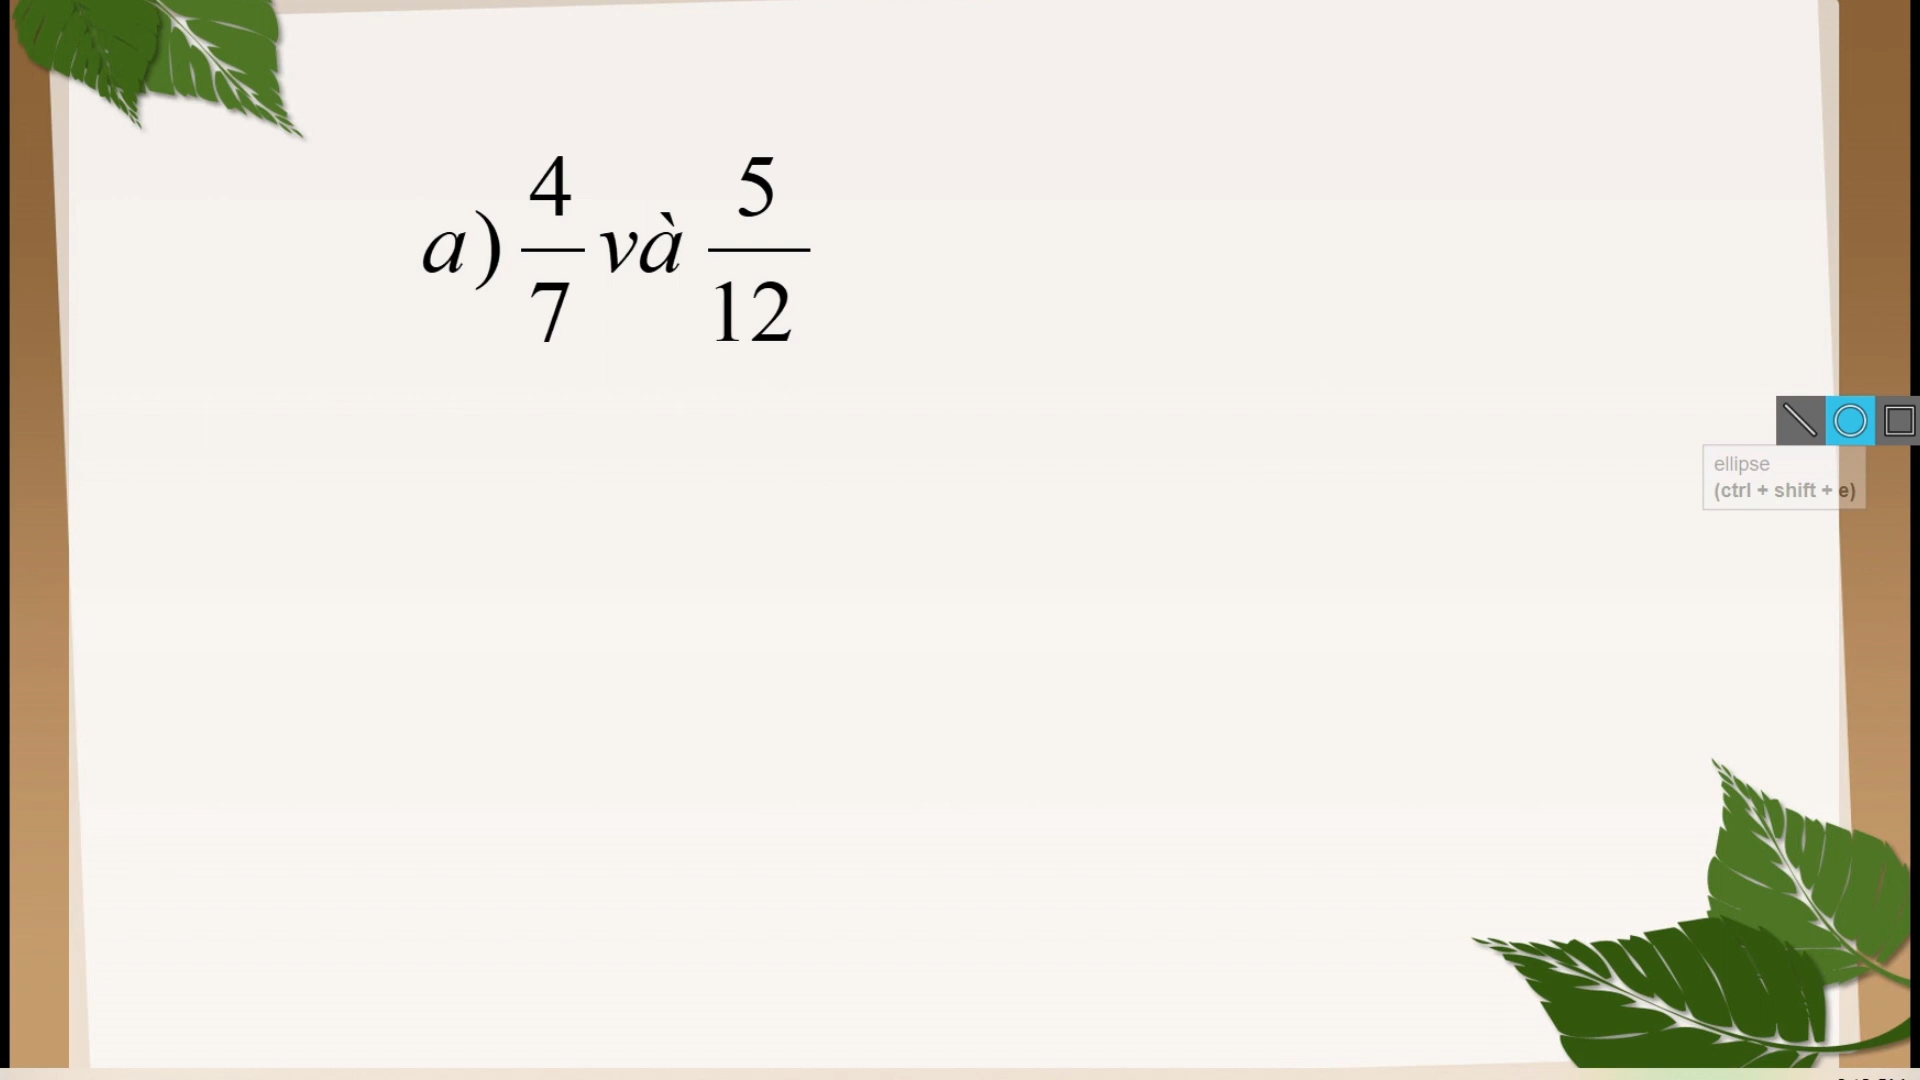 a) 4/7 và 5/12
ellipse
(ctrl + shift + e)